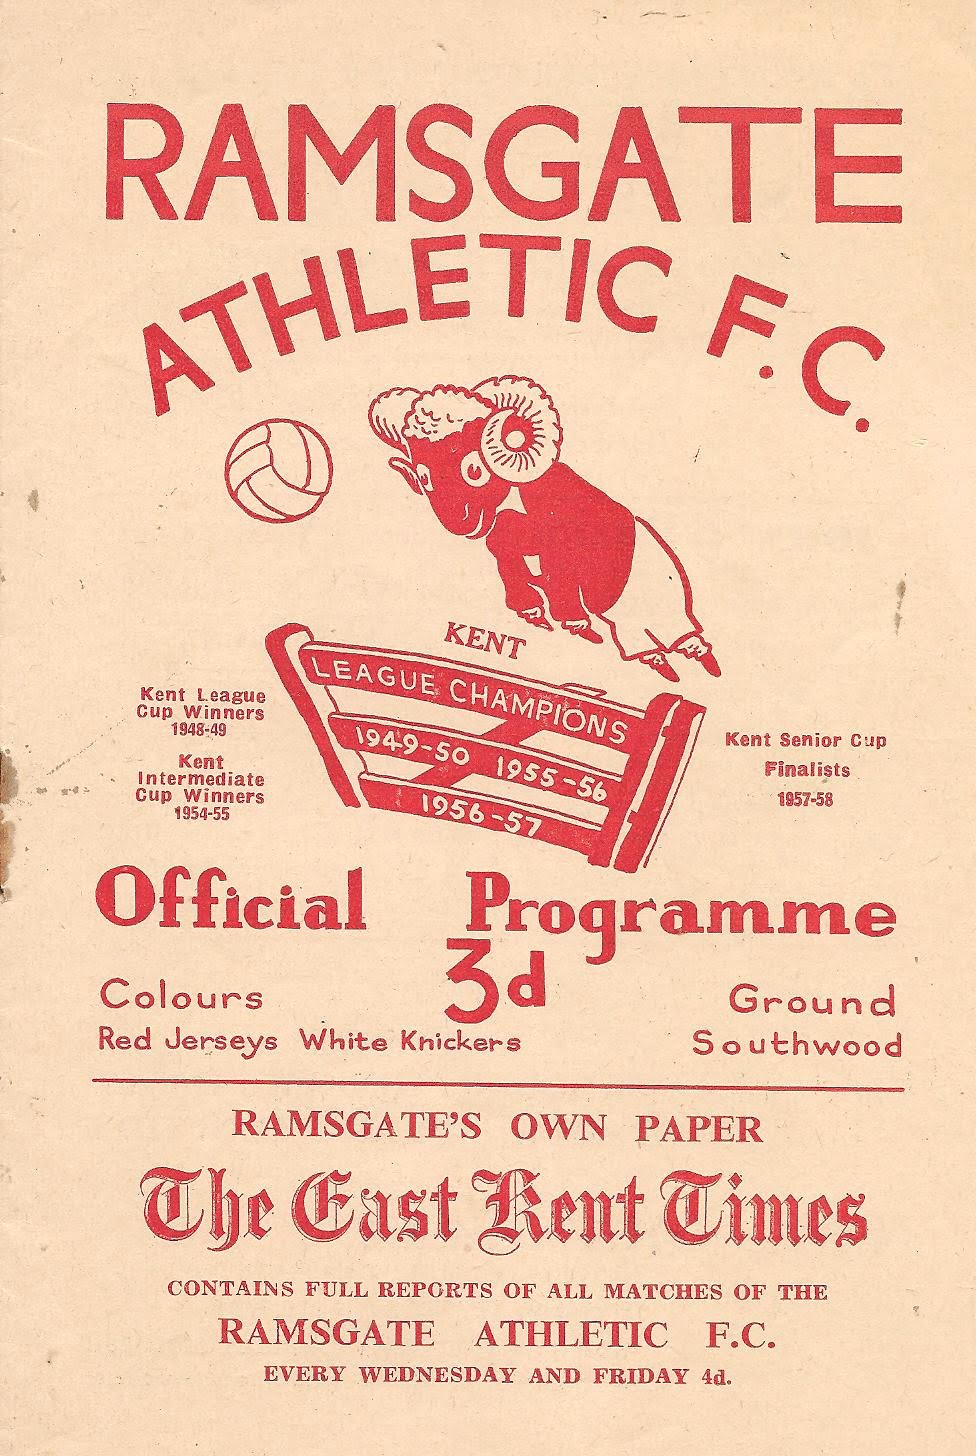 RAMSGATE
ATHLETIC F.C.
KENT
LEAGUE CHAMPIONS
1949-50 1955-56
1956-57
Kent League
Cup Winners
1948-49
Kent
Intermediate
Cup Winners
1954-55
Kent Senior Cup
Finalists
1957-58
Official Programme
3d
Colours
Red Jerseys White Knickers
Ground
Southwood
RAMSGATE'S OWN PAPER
The East Kent Times
CONTAINS FULL REPORTS OF ALL MATCHES OF THE
RAMSGATE ATHLETIC F.C.
EVERY WEDNESDAY AND FRIDAY 4d.